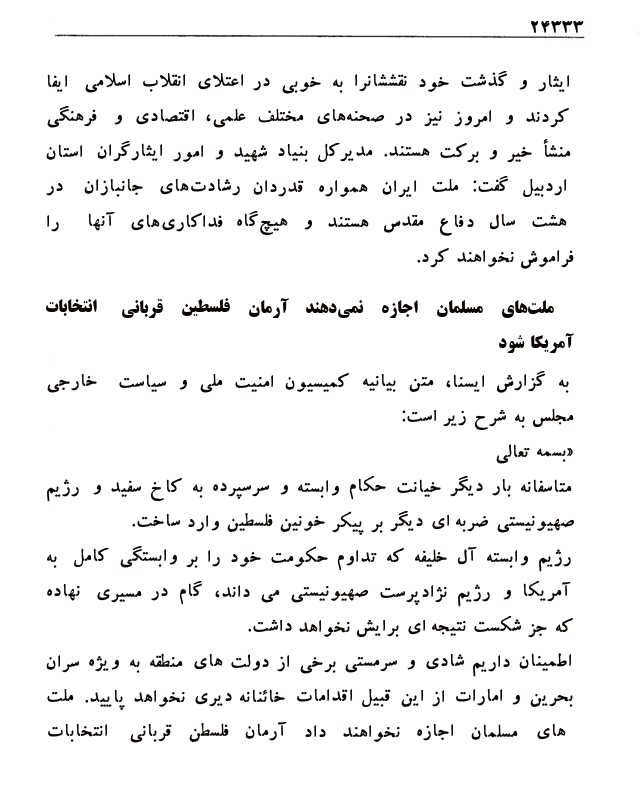 ۲۴۳۳۳
ایثار و گذشت خود نقششانرا به خوبی در اعتلای انقلاب اسلامی ایفا
کردند و امروز نیز در صحنه‌های مختلف علمی، اقتصادی و فرهنگی
منشأ خیر و برکت هستند. مدیرکل بنیاد شهید و امور ایثارگران استان
اردبیل گفت: ملت ایران همواره قدردان رشادت‌های جانبازان در
هشت سال دفاع مقدس هستند و هیچ‌گاه فداکاری‌های آنها را
فراموش نخواهند کرد.
ملت‌های مسلمان اجازه نمی‌دهند آرمان فلسطین قربانی انتخابات
آمریکا شود
به گزارش ایسنا، متن بیانیه کمیسیون امنیت ملی و سیاست خارجی
مجلس به شرح زیر است:
«بسمه تعالی
متاسفانه بار دیگر خیانت حکام وابسته و سرسپرده به کاخ سفید و رژیم
صهیونیستی ضربه ای دیگر بر پیکر خونین فلسطین وارد ساخت.
رژیم وابسته آل خلیفه که تداوم حکومت خود را بر وابستگی کامل به
آمریکا و رژیم نژادپرست صهیونیستی می داند، گام در مسیری نهاده
که جز شکست نتیجه ای برایش نخواهد داشت.
اطمینان داریم شادی و سرمستی برخی از دولت های منطقه به ویژه سران
بحرین و امارات از این قبیل اقدامات خائنانه دیری نخواهد پایید. ملت
های مسلمان اجازه نخواهند داد آرمان فلسطن قربانی انتخابات